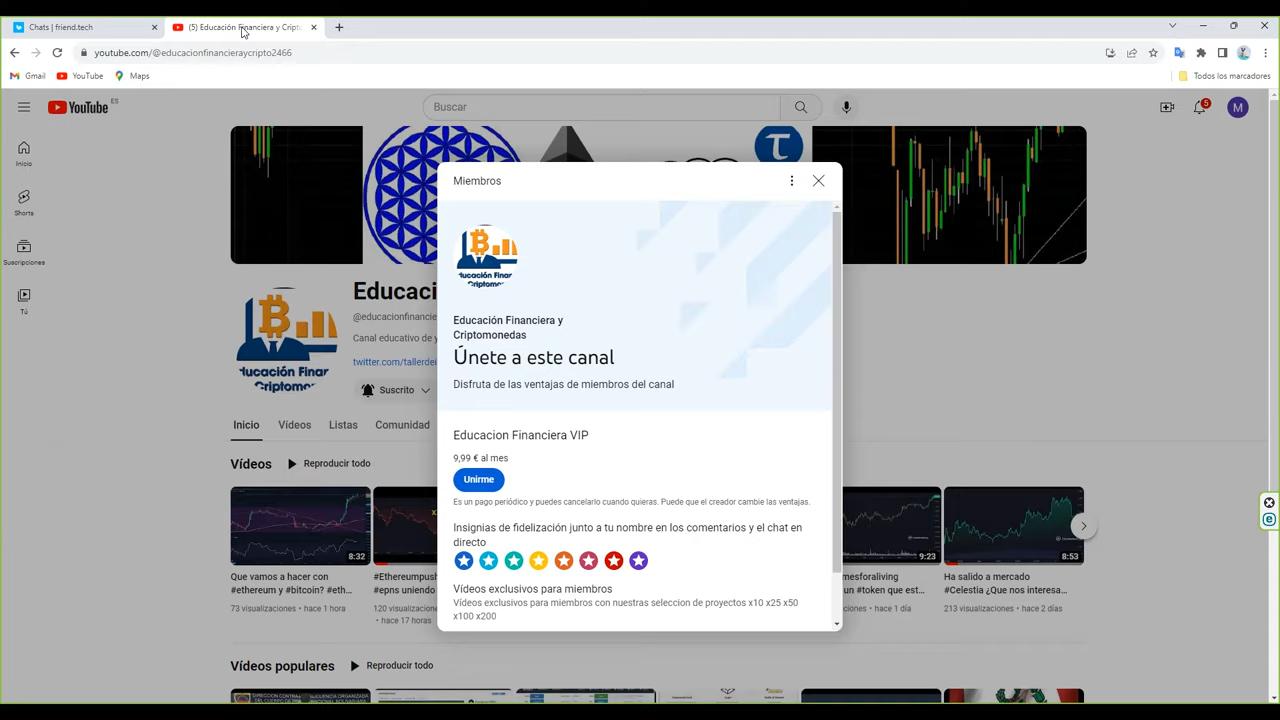 Chats | friend.tech
(5) Educación Financiera y Cripto
youtube.com/@educacionfinancieraycripto2466
Gmail
YouTube
Maps
Todos los marcadores
YouTube ES
Buscar
5
M
Inicio
Shorts
Suscripciones
Tú
Educaci
@educacionfinancie
Canal educativo de
twitter.com/tallerdei
Suscrito
Inicio
Vídeos
Listas
Comunidad
Miembros
Educación Financiera y
Criptomonedas
Únete a este canal
Disfruta de las ventajas de miembros del canal
Educacion Financiera VIP
9,99 € al mes
Unirme
Es un pago periódico y puedes cancelarlo cuando quieras. Puede que el creador cambie las ventajas.
Insignias de fidelización junto a tu nombre en los comentarios y el chat en
directo
Vídeos exclusivos para miembros
Vídeos exclusivos para miembros con nuestras seleccion de proyectos x10 x25 x50
x100 x200
Vídeos
Reproducir todo
8:32
9:23
8:53
Que vamos a hacer con
#ethereum y #bitcoin? #eth...
73 visualizaciones • hace 1 hora
#Ethereumpush
#epns uniendo
120 visualizaciones
• hace 17 horas
mesforaliving
un #token que est...
• hace 1 día
Ha salido a mercado
#Celestia ¿Que nos interesa...
213 visualizaciones • hace 2 días
Vídeos populares
Reproducir todo